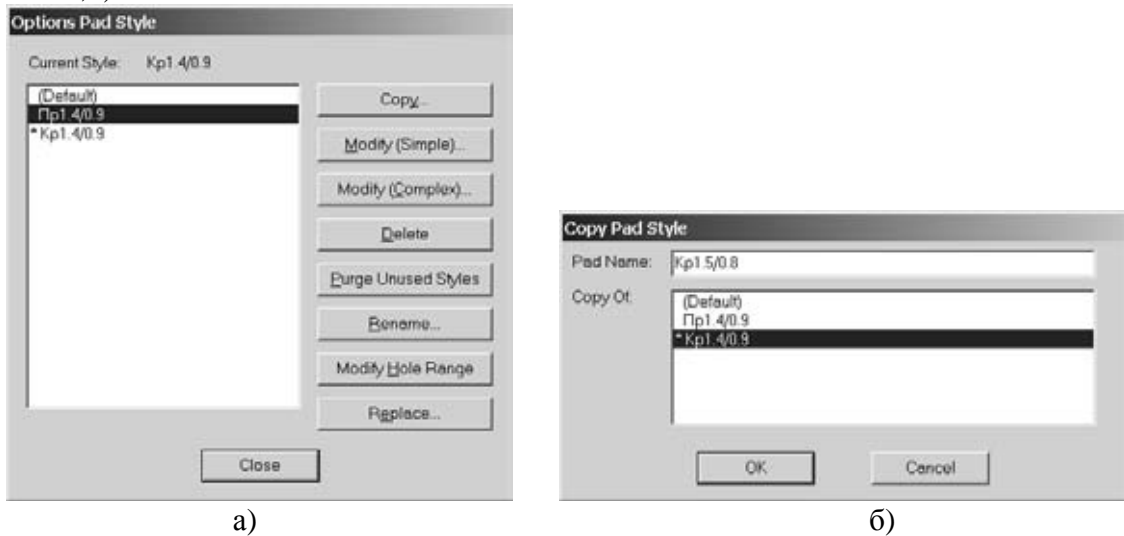 Options Pad Style
Current Style: Кр1.4/0.9
(Default)
Пр1.4/0.9
* Кр1.4/0.9
Copy...
Modify (Simple)...
Modify (Complex)...
Delete
Purge Unused Styles
Rename...
Modify Hole Range
Replace...
Close
а)
Copy Pad Style
Pad Name: Кр1.5/0.8
Copy Of:
(Default)
Пр1.4/0.9
* Кр1.4/0.9
OK Cancel
б)